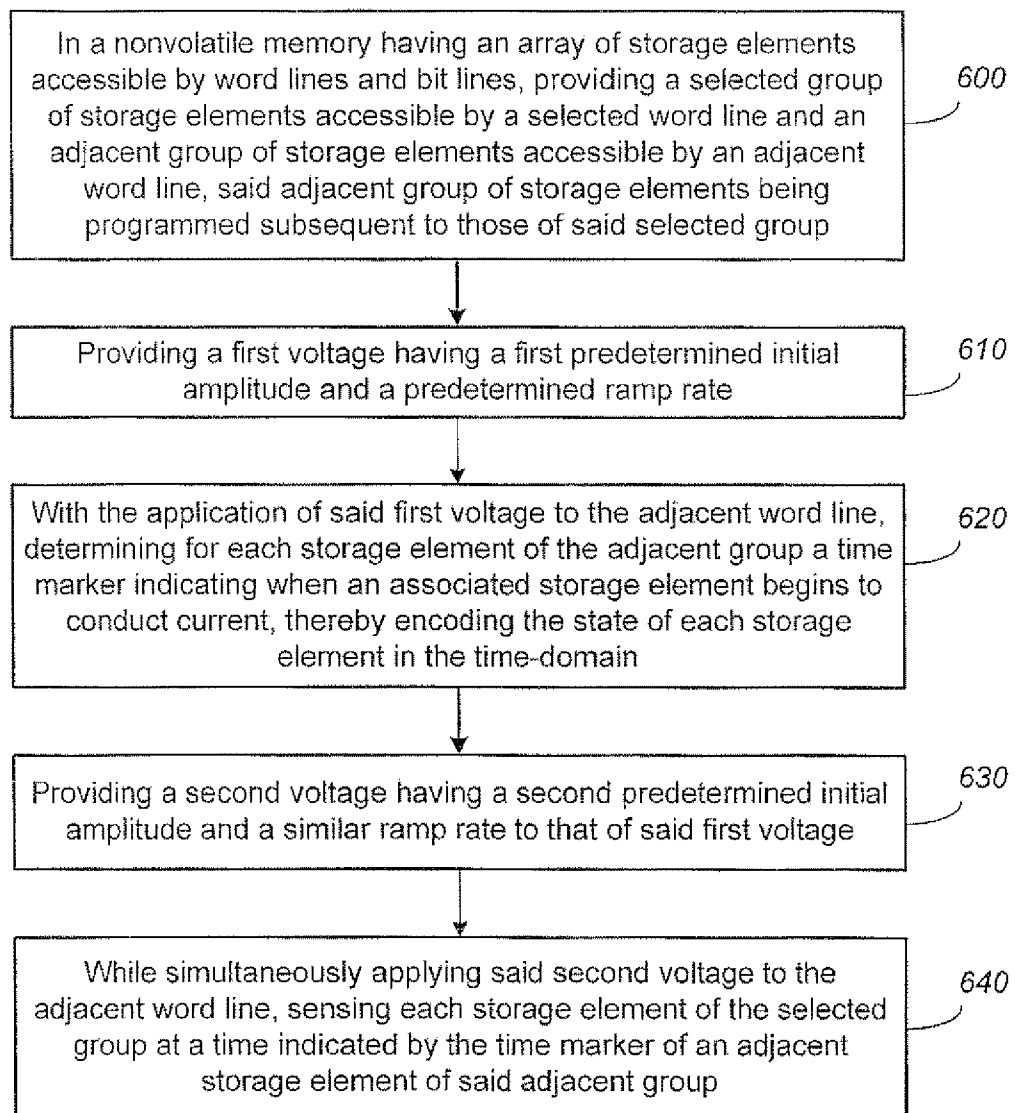 In a nonvolatile memory having an array of storage elements
accessible by word lines and bit lines, providing a selected group
of storage elements accessible by a selected word line and an
adjacent group of storage elements accessible by an adjacent
word line, said adjacent group of storage elements being
programmed subsequent to those of said selected group
600
Providing a first voltage having a first predetermined initial
amplitude and a predetermined ramp rate
610
With the application of said first voltage to the adjacent word line,
determining for each storage element of the adjacent group a time
marker indicating when an associated storage element begins to
conduct current, thereby encoding the state of each storage
element in the time-domain
620
Providing a second voltage having a second predetermined initial
amplitude and a similar ramp rate to that of said first voltage
630
While simultaneously applying said second voltage to the
adjacent word line, sensing each storage element of the selected
group at a time indicated by the time marker of an adjacent
storage element of said adjacent group
640